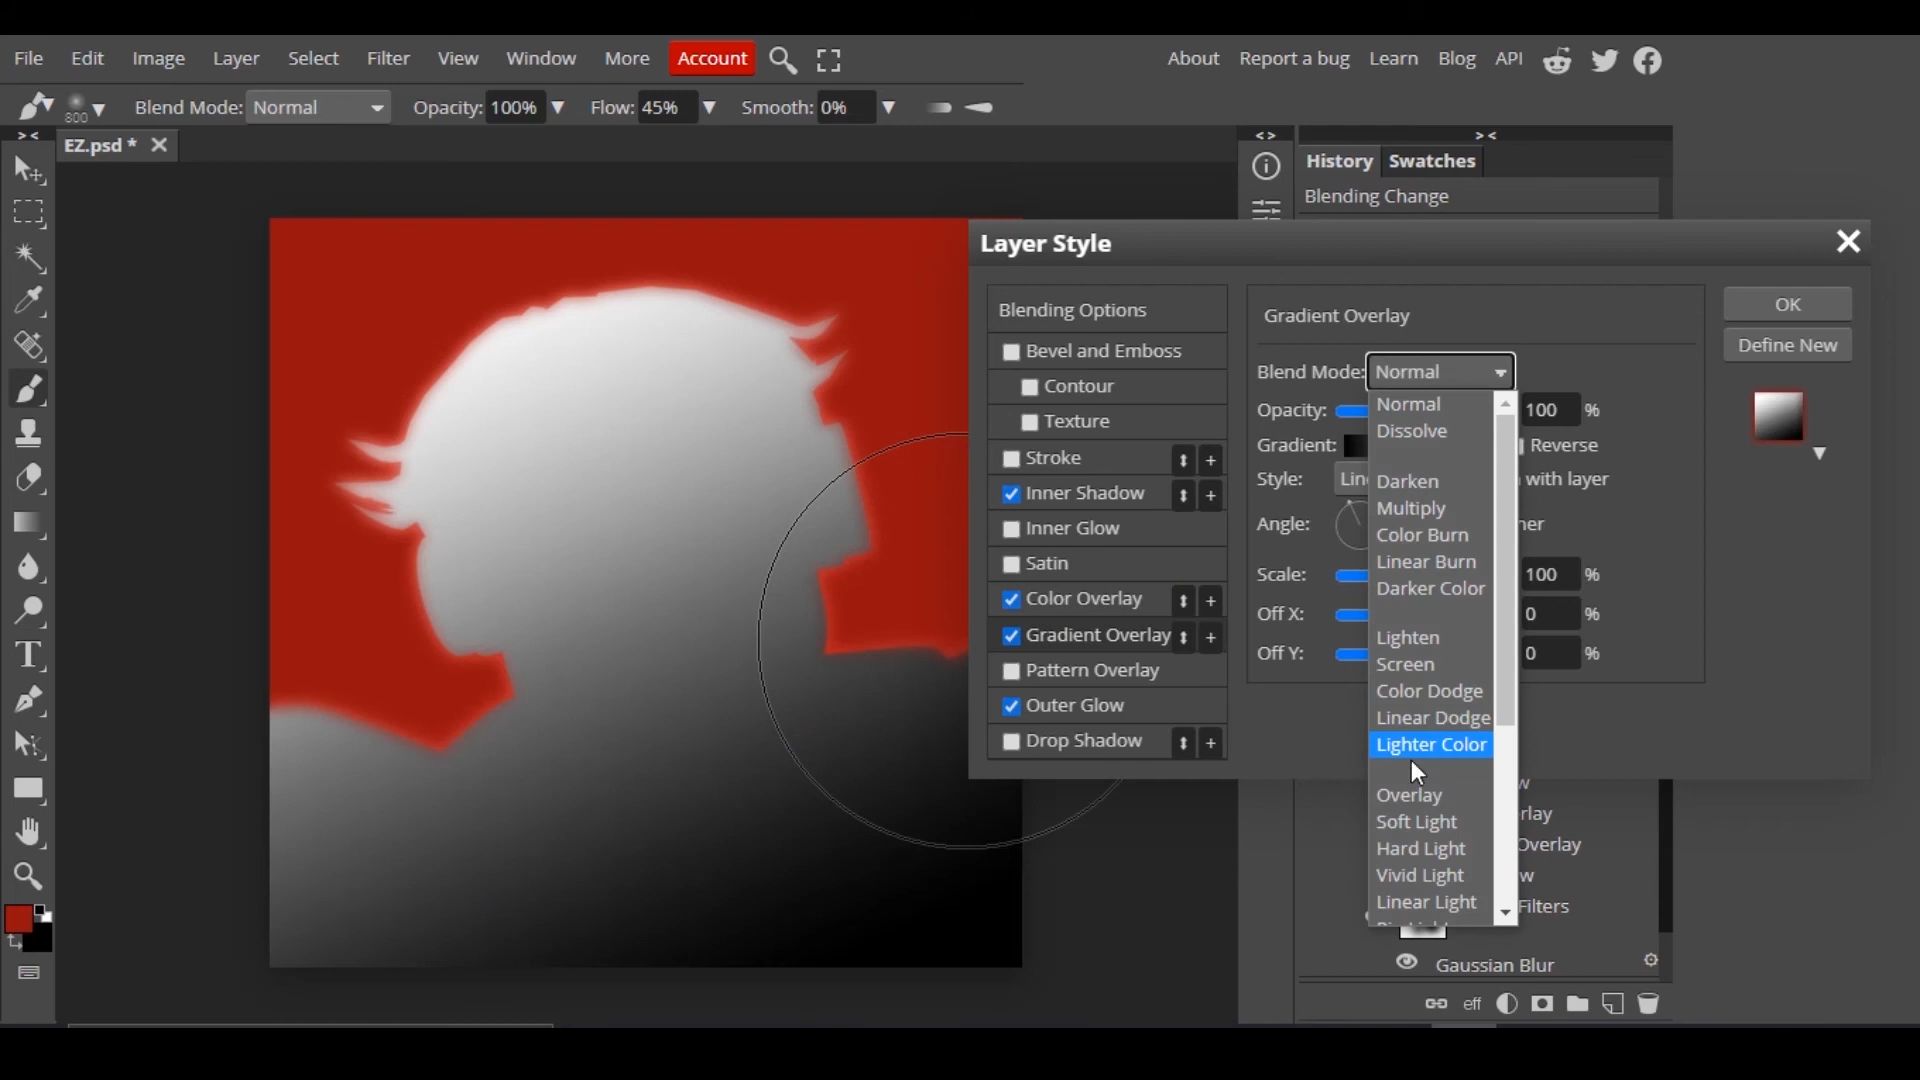 File Edit Image Layer Select Filter View Window More Account About Report a bug Learn Blog API
800 Blend Mode: Normal Opacity: 100% Flow: 45% Smooth: 0%
> < < > > <
EZ.psd *
History Swatches
Blending Change
Layer Style
Blending Options
Bevel and Emboss
Contour
Texture
Stroke
Inner Shadow
Inner Glow
Satin
Color Overlay
Gradient Overlay
Pattern Overlay
Outer Glow
Drop Shadow
Gradient Overlay
Blend Mode: Normal
Opacity: 100 %
Gradient: Reverse
Style: Lin with layer
Angle: her
Scale: 100 %
Off X: 0 %
Off Y: 0 %
Normal
Dissolve
Darken
Multiply
Color Burn
Linear Burn
Darker Color
Lighten
Screen
Color Dodge
Linear Dodge
Lighter Color
Overlay
Soft Light
Hard Light
Vivid Light
Linear Light
OK
Define New
w
rlay
Overlay
w
Filters
Gaussian Blur
eff